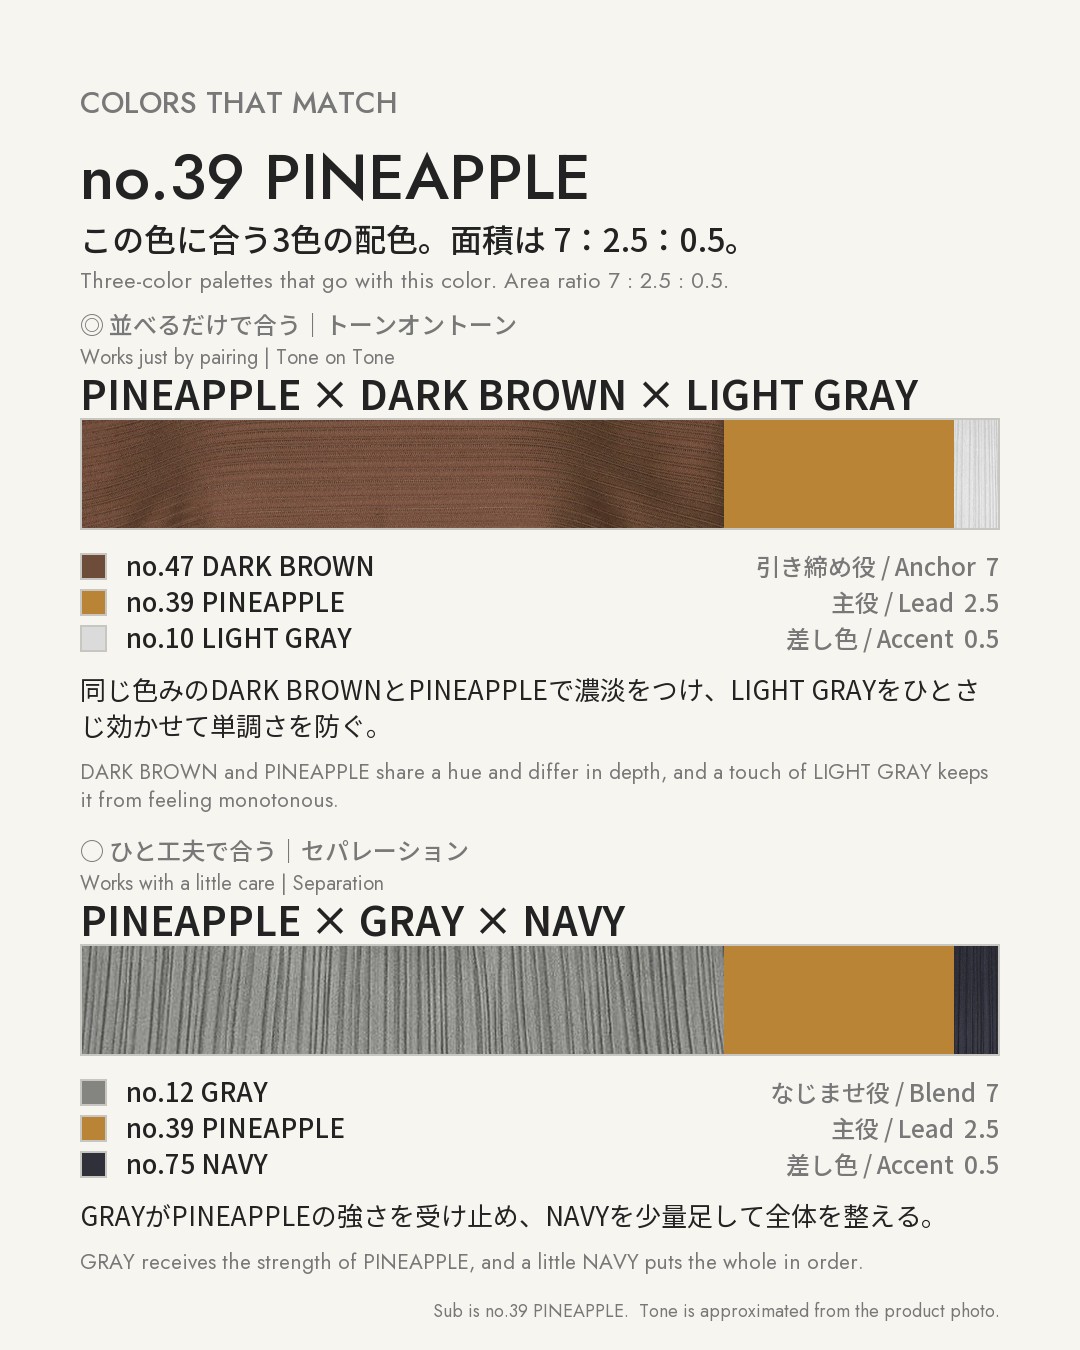 COLORS THAT MATCH
no.39 PINEAPPLE
この色に合う3色の配色。面積は 7：2.5：0.5。
Three-color palettes that go with this color. Area ratio 7 : 2.5 : 0.5.
◎ 並べるだけで合う｜トーンオントーン
Works just by pairing | Tone on Tone
PINEAPPLE × DARK BROWN × LIGHT GRAY
no.47 DARK BROWN 引き締め役 / Anchor 7
no.39 PINEAPPLE 主役 / Lead 2.5
no.10 LIGHT GRAY 差し色 / Accent 0.5
同じ色みのDARK BROWNとPINEAPPLEで濃淡をつけ、LIGHT GRAYをひとさ
じ効かせて単調さを防ぐ。
DARK BROWN and PINEAPPLE share a hue and differ in depth, and a touch of LIGHT GRAY keeps
it from feeling monotonous.
○ ひと工夫で合う｜セパレーション
Works with a little care | Separation
PINEAPPLE × GRAY × NAVY
no.12 GRAY なじませ役 / Blend 7
no.39 PINEAPPLE 主役 / Lead 2.5
no.75 NAVY 差し色 / Accent 0.5
GRAYがPINEAPPLEの強さを受け止め、NAVYを少量足して全体を整える。
GRAY receives the strength of PINEAPPLE, and a little NAVY puts the whole in order.
Sub is no.39 PINEAPPLE. Tone is approximated from the product photo.